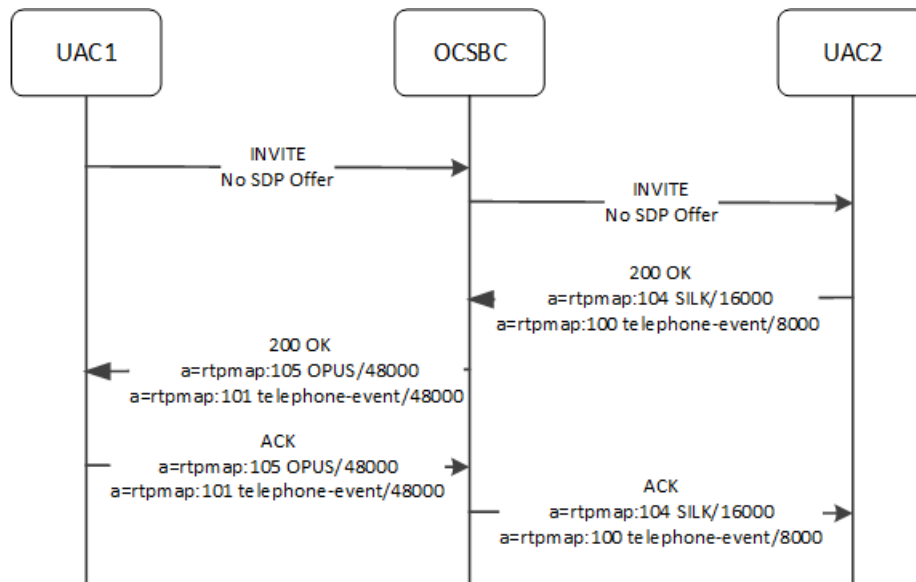 UAC1
OCSBC
UAC2
INVITE
No SDP Offer
INVITE
No SDP Offer
200 OK
a=rtpmap:104 SILK/16000
a=rtpmap:100 telephone-event/8000
200 OK
a=rtpmap:105 OPUS/48000
a=rtpmap:101 telephone-event/48000
ACK
a=rtpmap:105 OPUS/48000
a=rtpmap:101 telephone-event/48000
ACK
a=rtpmap:104 SILK/16000
a=rtpmap:100 telephone-event/8000